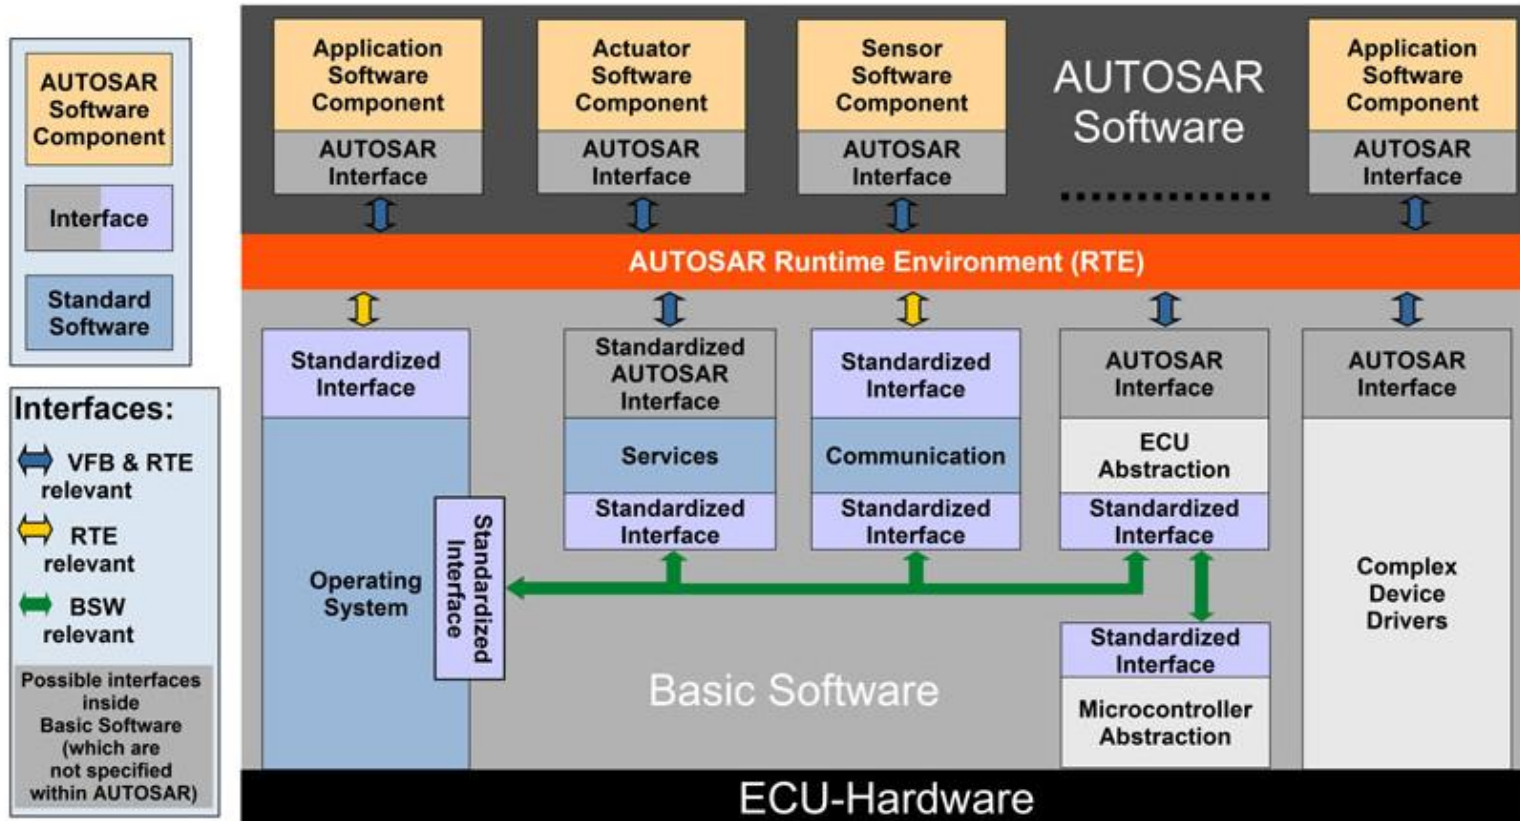 AUTOSAR
Software
Component
Interface
Standard
Software
Interfaces:
VFB & RTE
relevant
RTE
relevant
BSW
relevant
Possible interfaces
inside
Basic Software
(which are
not specified
within AUTOSAR)
Application
Software
Component
AUTOSAR
Interface
Actuator
Software
Component
AUTOSAR
Interface
Sensor
Software
Component
AUTOSAR
Interface
AUTOSAR
Software
Application
Software
Component
AUTOSAR
Interface
AUTOSAR Runtime Environment (RTE)
Standardized
Interface
Operating
System
Standardized
Interface
Standardized
AUTOSAR
Interface
Services
Standardized
Interface
Standardized
Interface
Communication
Standardized
Interface
AUTOSAR
Interface
ECU
Abstraction
Standardized
Interface
Standardized
Interface
Microcontroller
Abstraction
AUTOSAR
Interface
Complex
Device
Drivers
Basic Software
ECU-Hardware